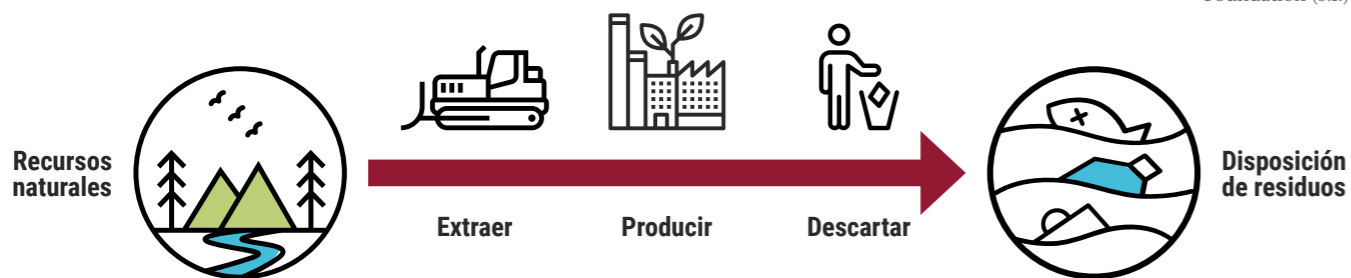 Recursos
naturales
Extraer
Producir
Descartar
Disposición
de residuos